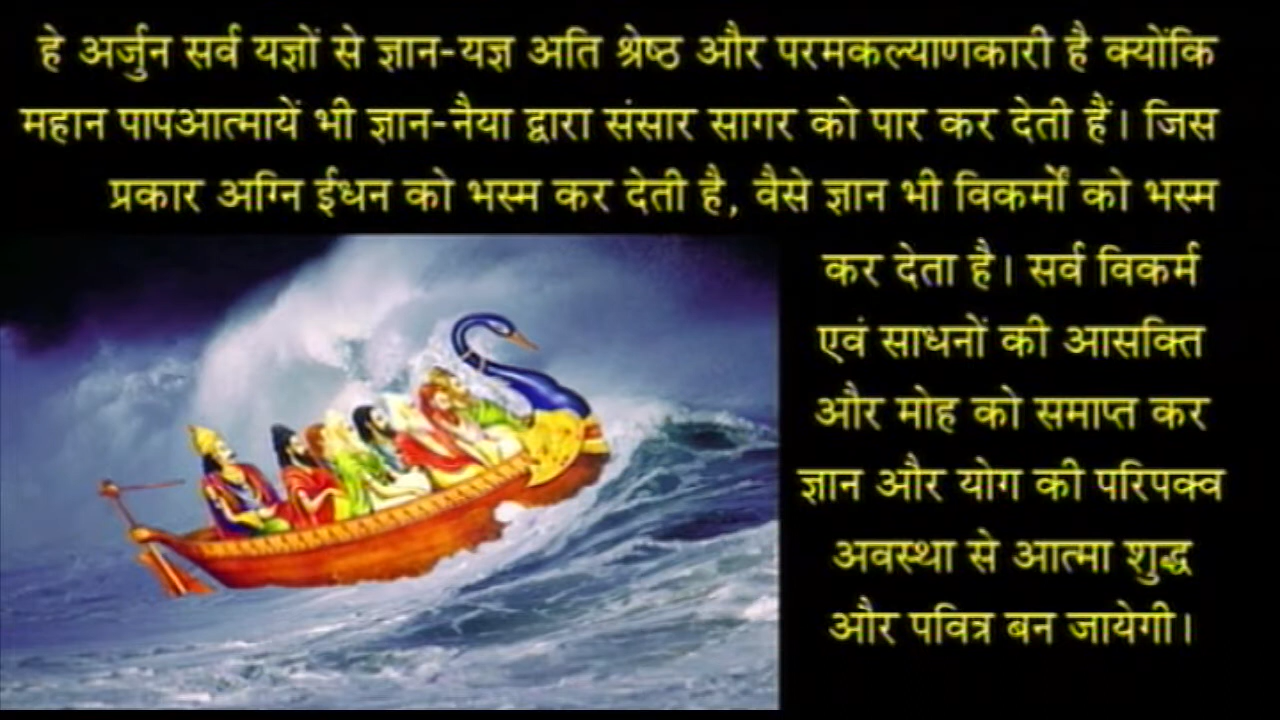 हे अर्जुन सर्व यज्ञों से ज्ञान-यज्ञ अति श्रेष्ठ और परमकल्याणकारी है क्योंकि
महान पापआत्मायें भी ज्ञान-नैया द्वारा संसार सागर को पार कर देती हैं। जिस
प्रकार अग्नि ईधन को भस्म कर देती है, वैसे ज्ञान भी विकर्मों को भस्म
कर देता है। सर्व विकर्म
एवं साधनों की आसक्ति
और मोह को समाप्त कर
ज्ञान और योग की परिपक्व
अवस्था से आत्मा शुद्ध
और पवित्र बन जायेगी।